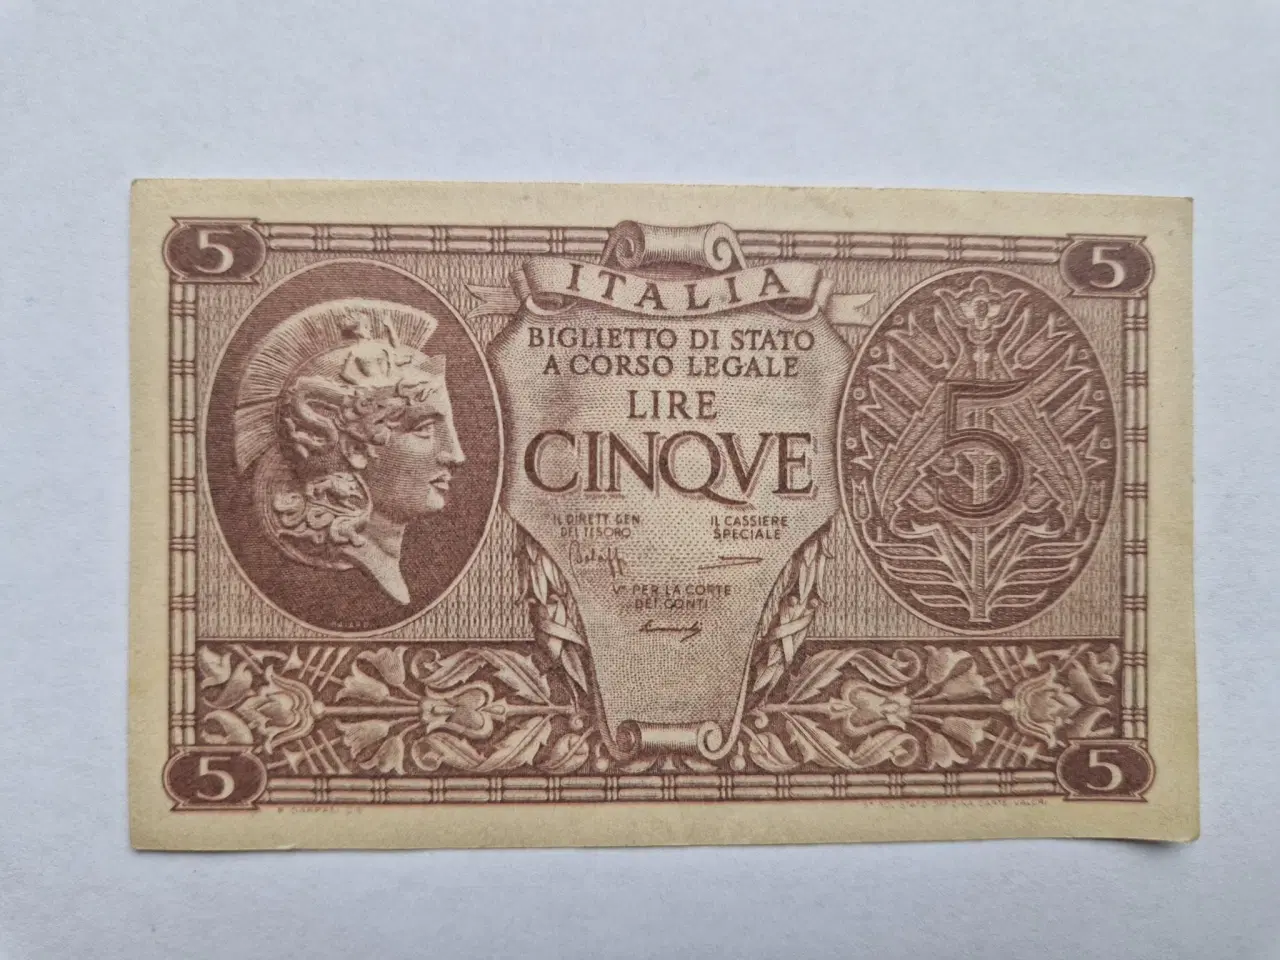 5
5
ITALIA
BIGLIETTO DI STATO
A CORSO LEGALE
LIRE
CINQVE
5
IL DIRETT. GEN.
DEL TESORO
IL CASSIERE
SPECIALE
Vº PER LA CORTE
DEI CONTI
5
5